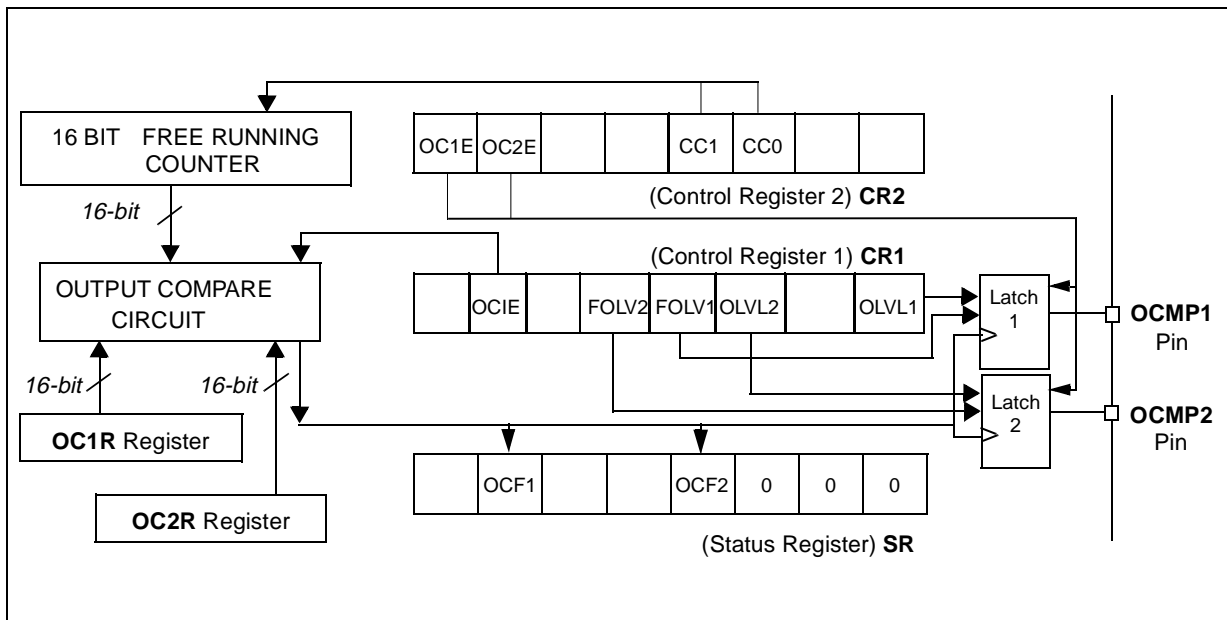 16 BIT FREE RUNNING
COUNTER
OC1E OC2E CC1 CC0
(Control Register 2) CR2
16-bit
(Control Register 1) CR1
OUTPUT COMPARE
CIRCUIT
OCIE FOLV2 FOLV1 OLVL2 OLVL1
Latch
1
OCMP1
Pin
16-bit 16-bit
Latch
2
OCMP2
Pin
OC1R Register
OCF1 OCF2 0 0 0
OC2R Register
(Status Register) SR